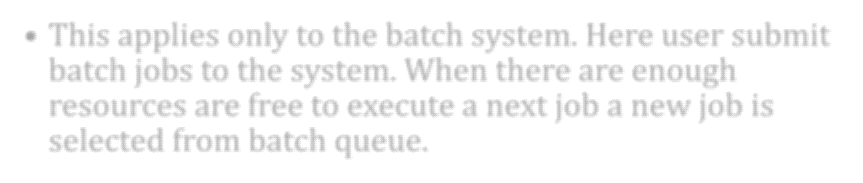 • This applies only to the batch system. Here user submit
batch jobs to the system. When there are enough
resources are free to execute a next job a new job is
selected from batch queue.